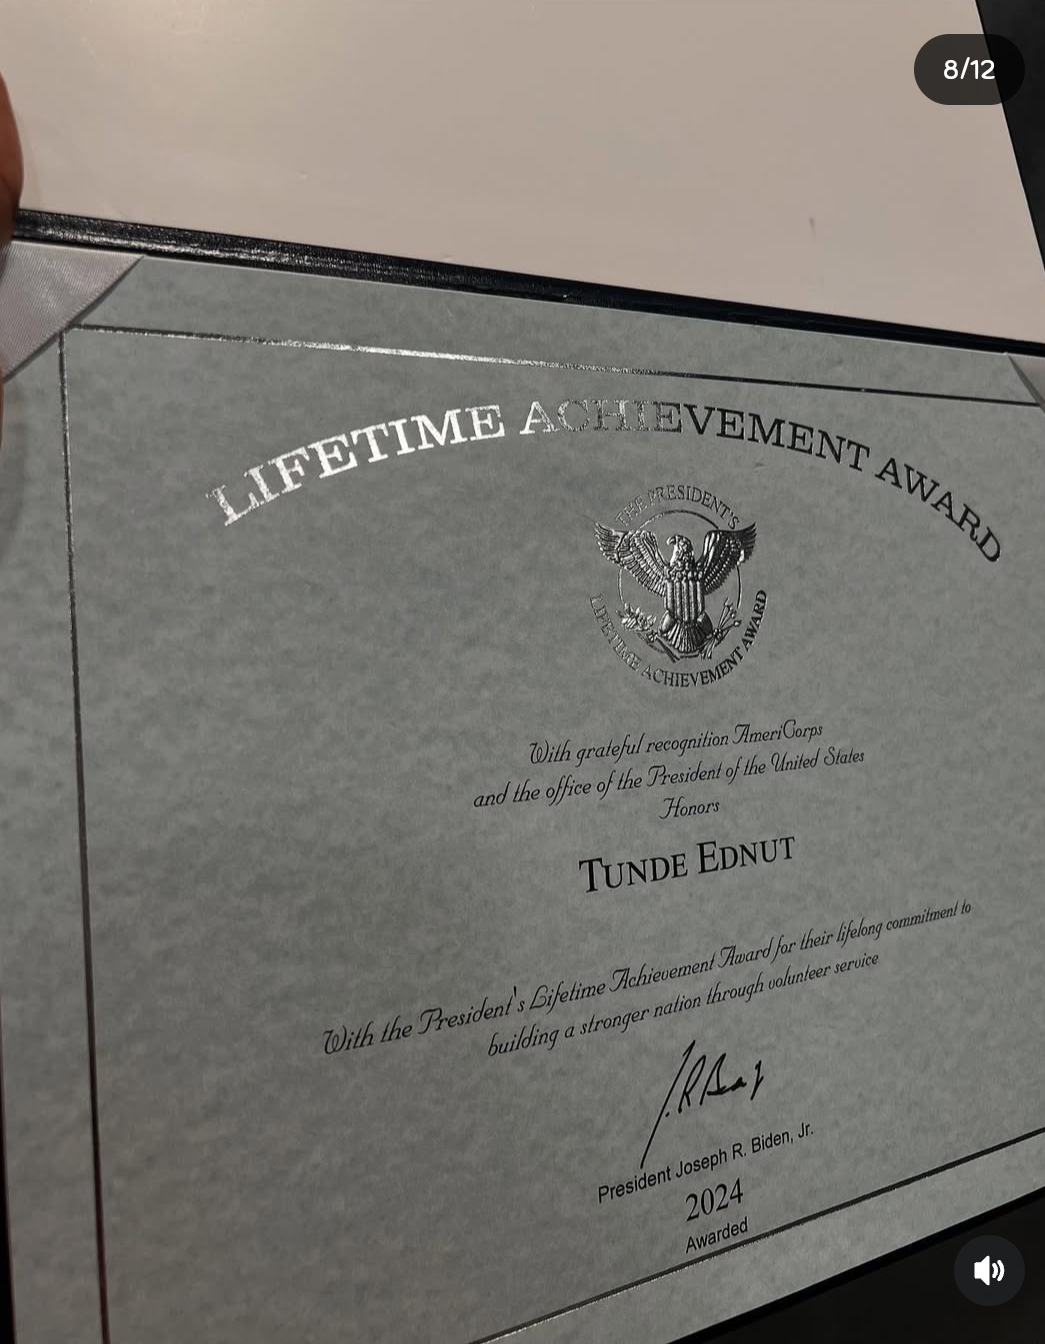 8/12
LIFETIME ACHIEVEMENT AWARD
THE PRESIDENT'S
LIFETIME ACHIEVEMENT AWARD
With grateful recognition AmeriCorps
and the office of the President of the United States
Honors
TUNDE EDNUT
With the President's Lifetime Achievement Award for their lifelong commitment to
building a stronger nation through volunteer service
President Joseph R. Biden, Jr.
2024
Awarded